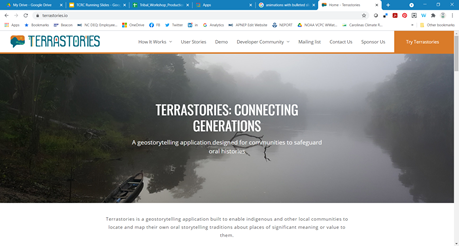 My Drive - Google Drive
Apps
Home - Terrastories
terrastories.io
Apps
Bookmarks
Beacon
OneDrive
FB
Twitter
Analytics
Other bookmarks
TERRASTORIES
How It Works
User Stories
Demo
Developer Community
Mailing list
Contact Us
Sponsor Us
Try Terrastories
TERRASTORIES: CONNECTING
GENERATIONS
A geostorytelling application designed for communities to safeguard
oral histories
Terrastories is a geostorytelling application built to enable indigenous and other local communities to
locate and map their own oral storytelling traditions about places of significant meaning or value to
them.